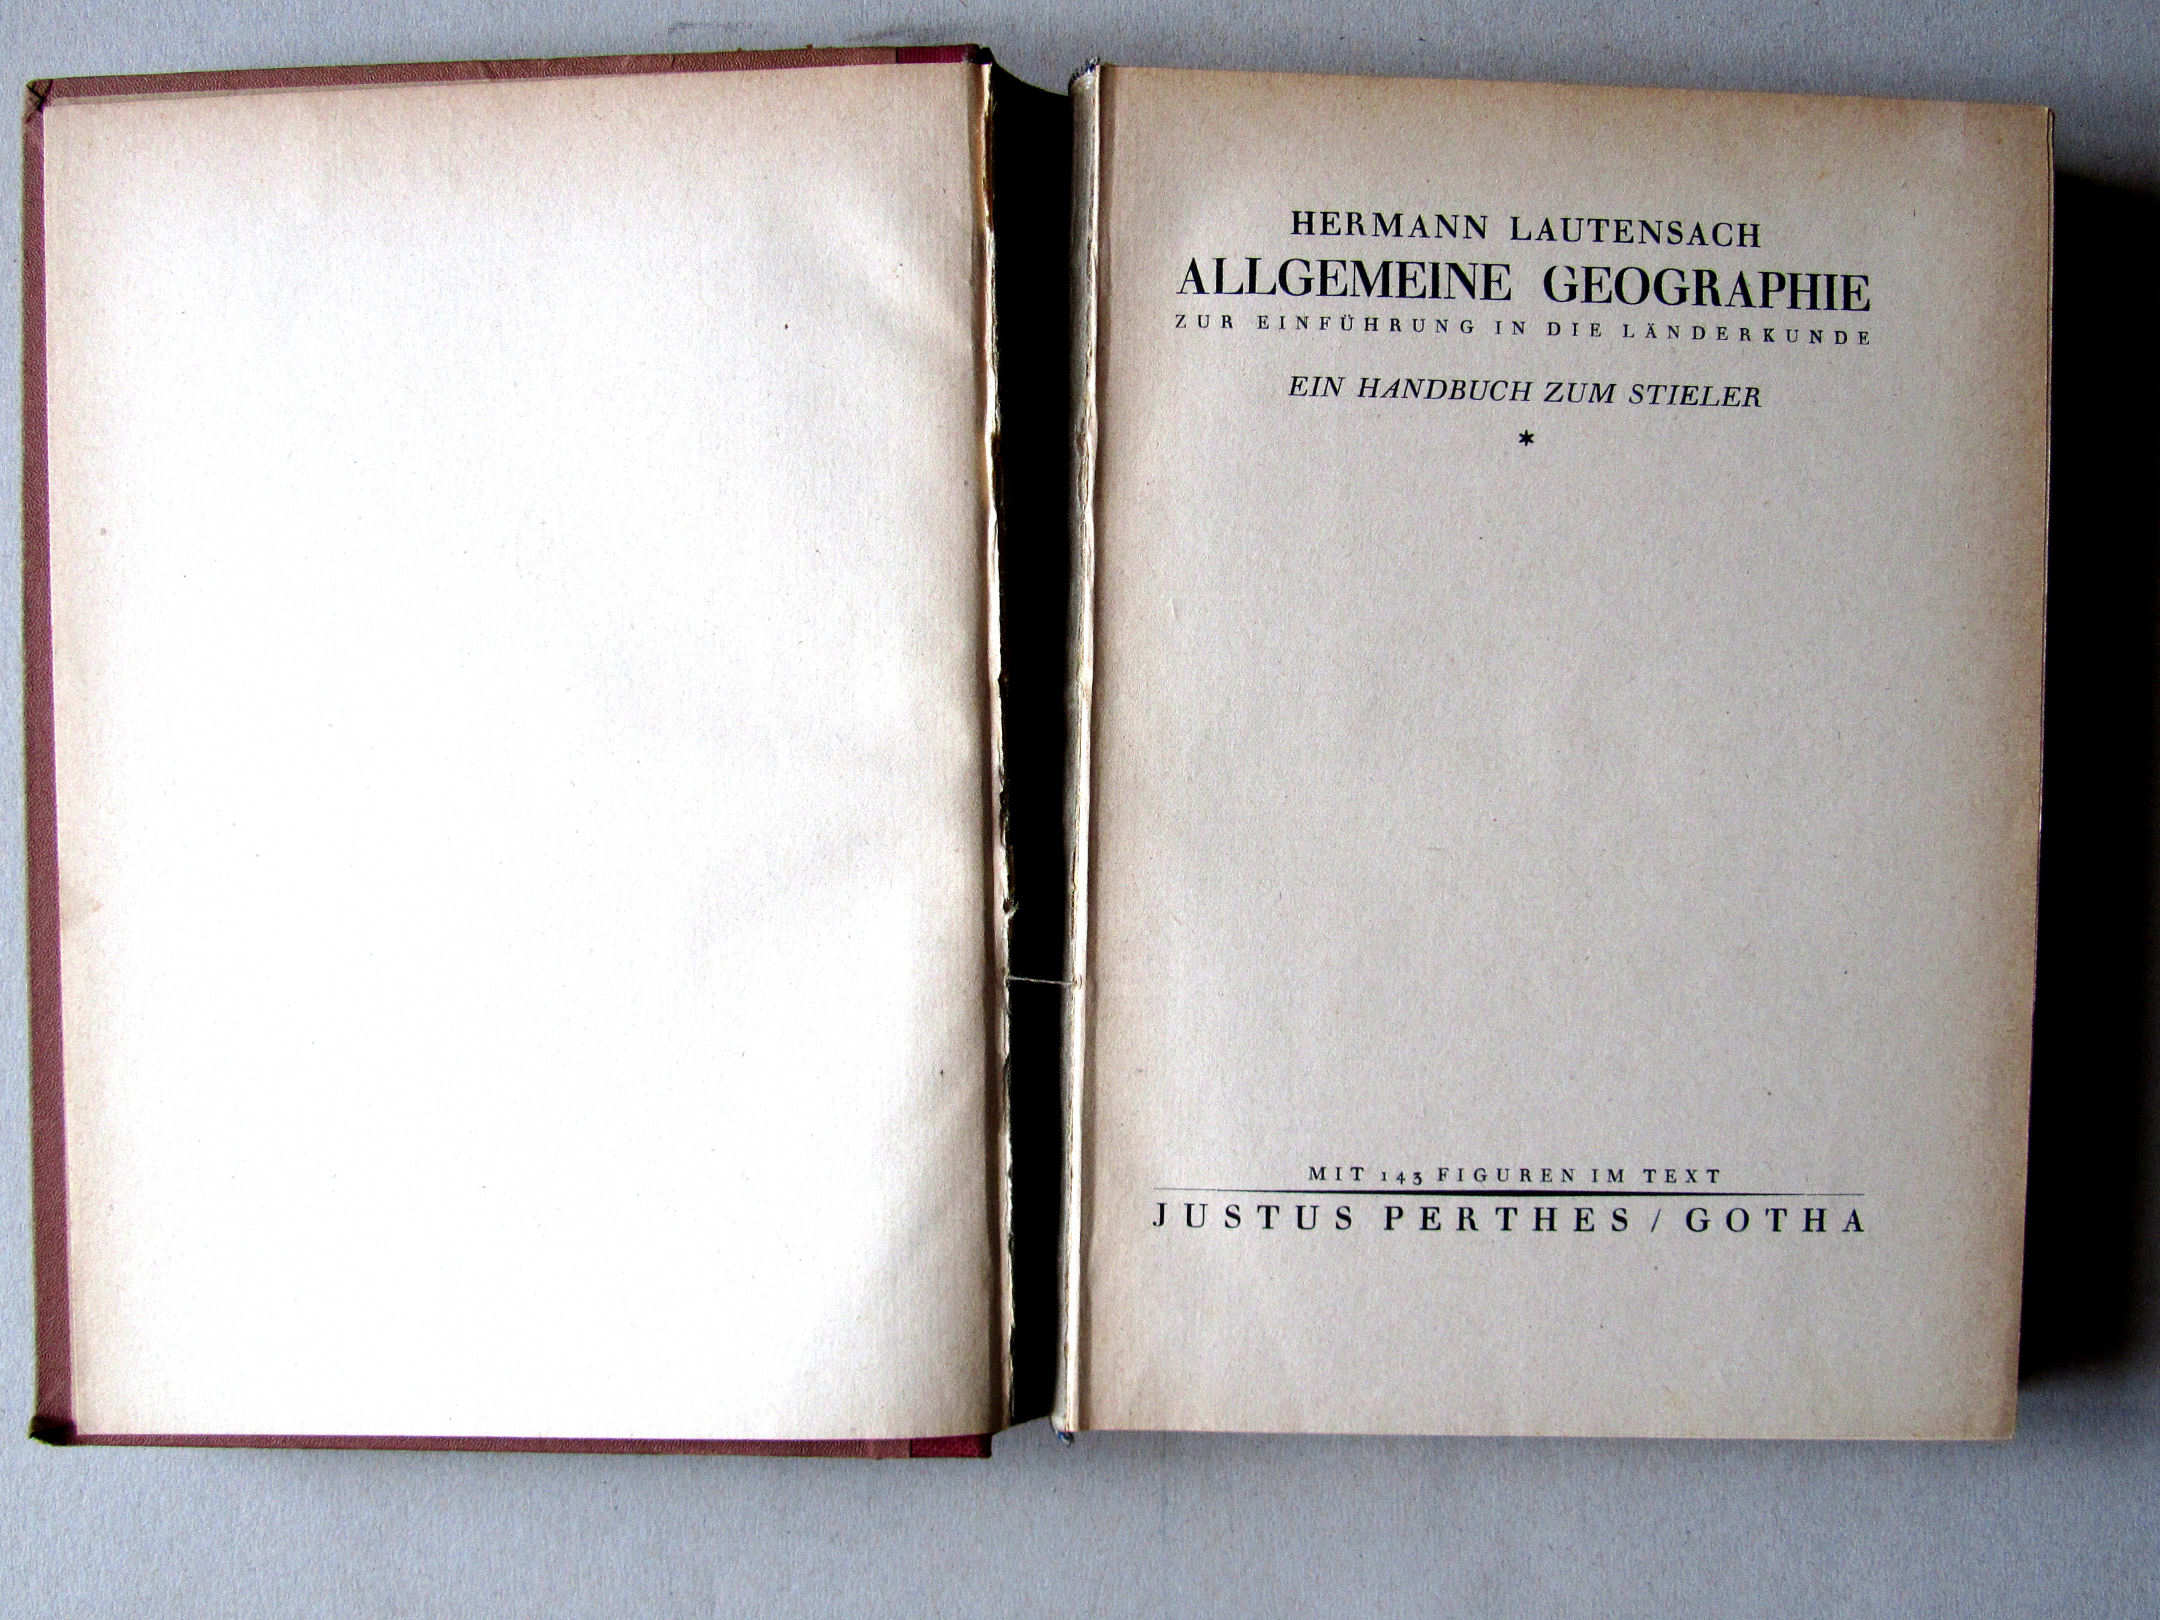 HERMANN LAUTENSACH
ALLGEMEINE GEOGRAPHIE
ZUR EINFÜHRUNG IN DIE LÄNDERKUNDE
EIN HANDBUCH ZUM STIELER
*
MIT 143 FIGUREN IM TEXT
JUSTUS PERTHES / GOTHA